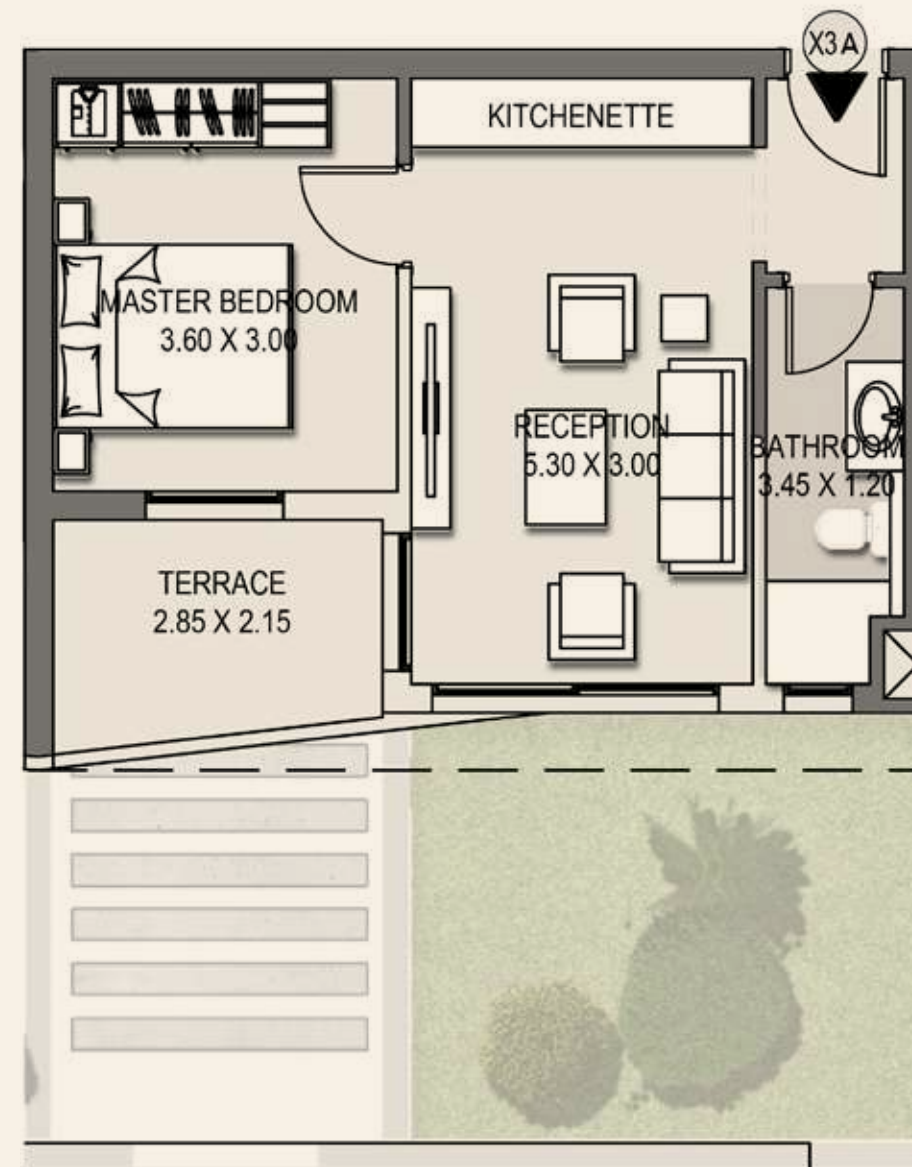 X3A
KITCHENETTE
MASTER BEDROOM
3.60 X 3.00
RECEPTION
5.30 X 3.00
BATHROOM
3.45 X 1.20
TERRACE
2.85 X 2.15